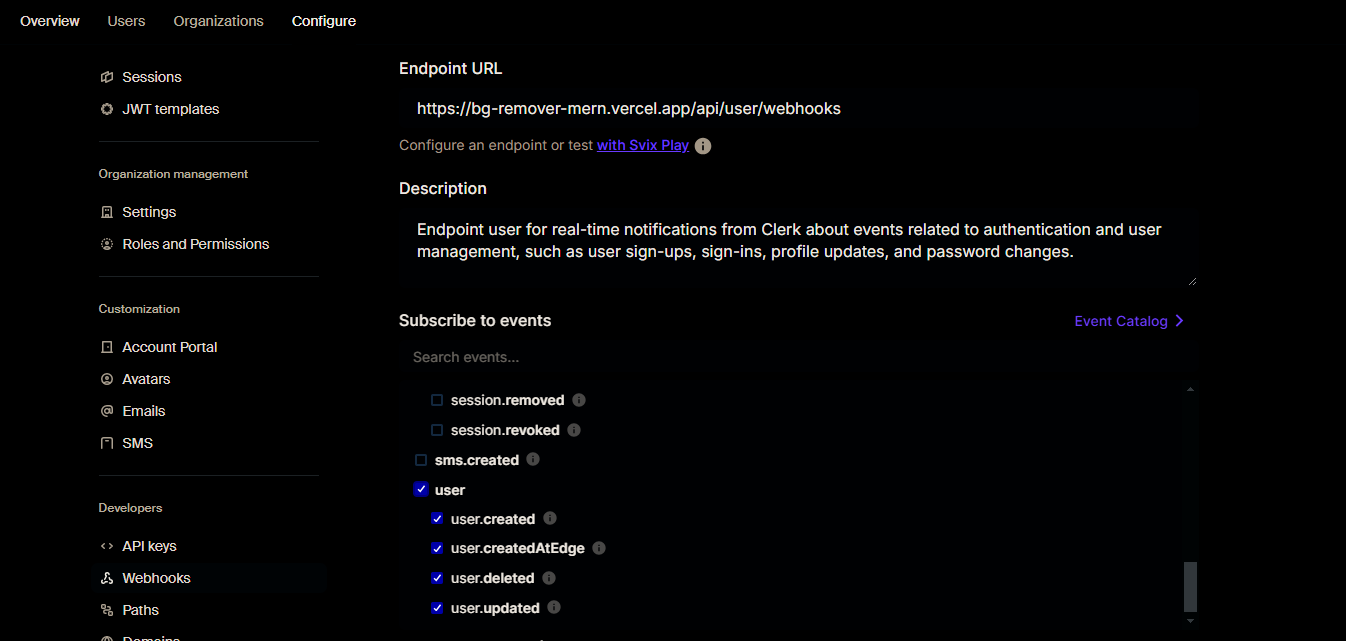 Overview Users Organizations Configure
Sessions
JWT templates
Organization management
Settings
Roles and Permissions
Customization
Account Portal
Avatars
Emails
SMS
Developers
API keys
Webhooks
Paths
Domains
Endpoint URL
https://bg-remover-mern.vercel.app/api/user/webhooks
Configure an endpoint or test with Svix Play
Description
Endpoint user for real-time notifications from Clerk about events related to authentication and user
management, such as user sign-ups, sign-ins, profile updates, and password changes.
Subscribe to events
Event Catalog
Search events...
session.removed
session.revoked
sms.created
user
user.created
user.createdAtEdge
user.deleted
user.updated